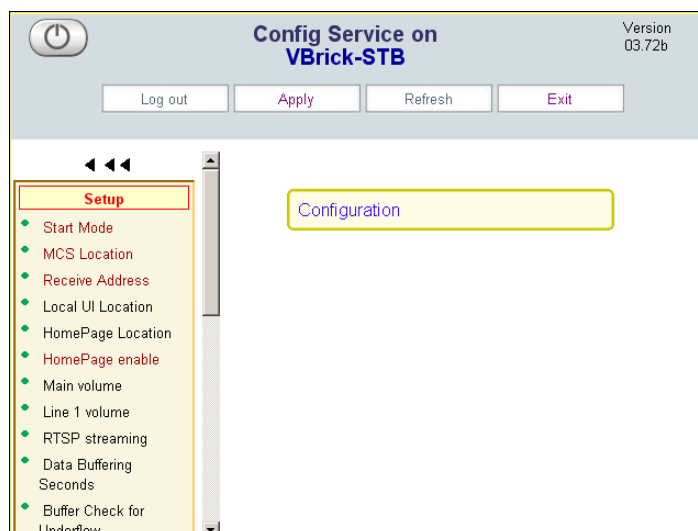 Config Service on
VBrick-STB
Version
03.72b
Log out
Apply
Refresh
Exit
Setup
Start Mode
MCS Location
Receive Address
Local UI Location
HomePage Location
HomePage enable
Main volume
Line 1 volume
RTSP streaming
Data Buffering
Seconds
Buffer Check for
Underflow
Configuration